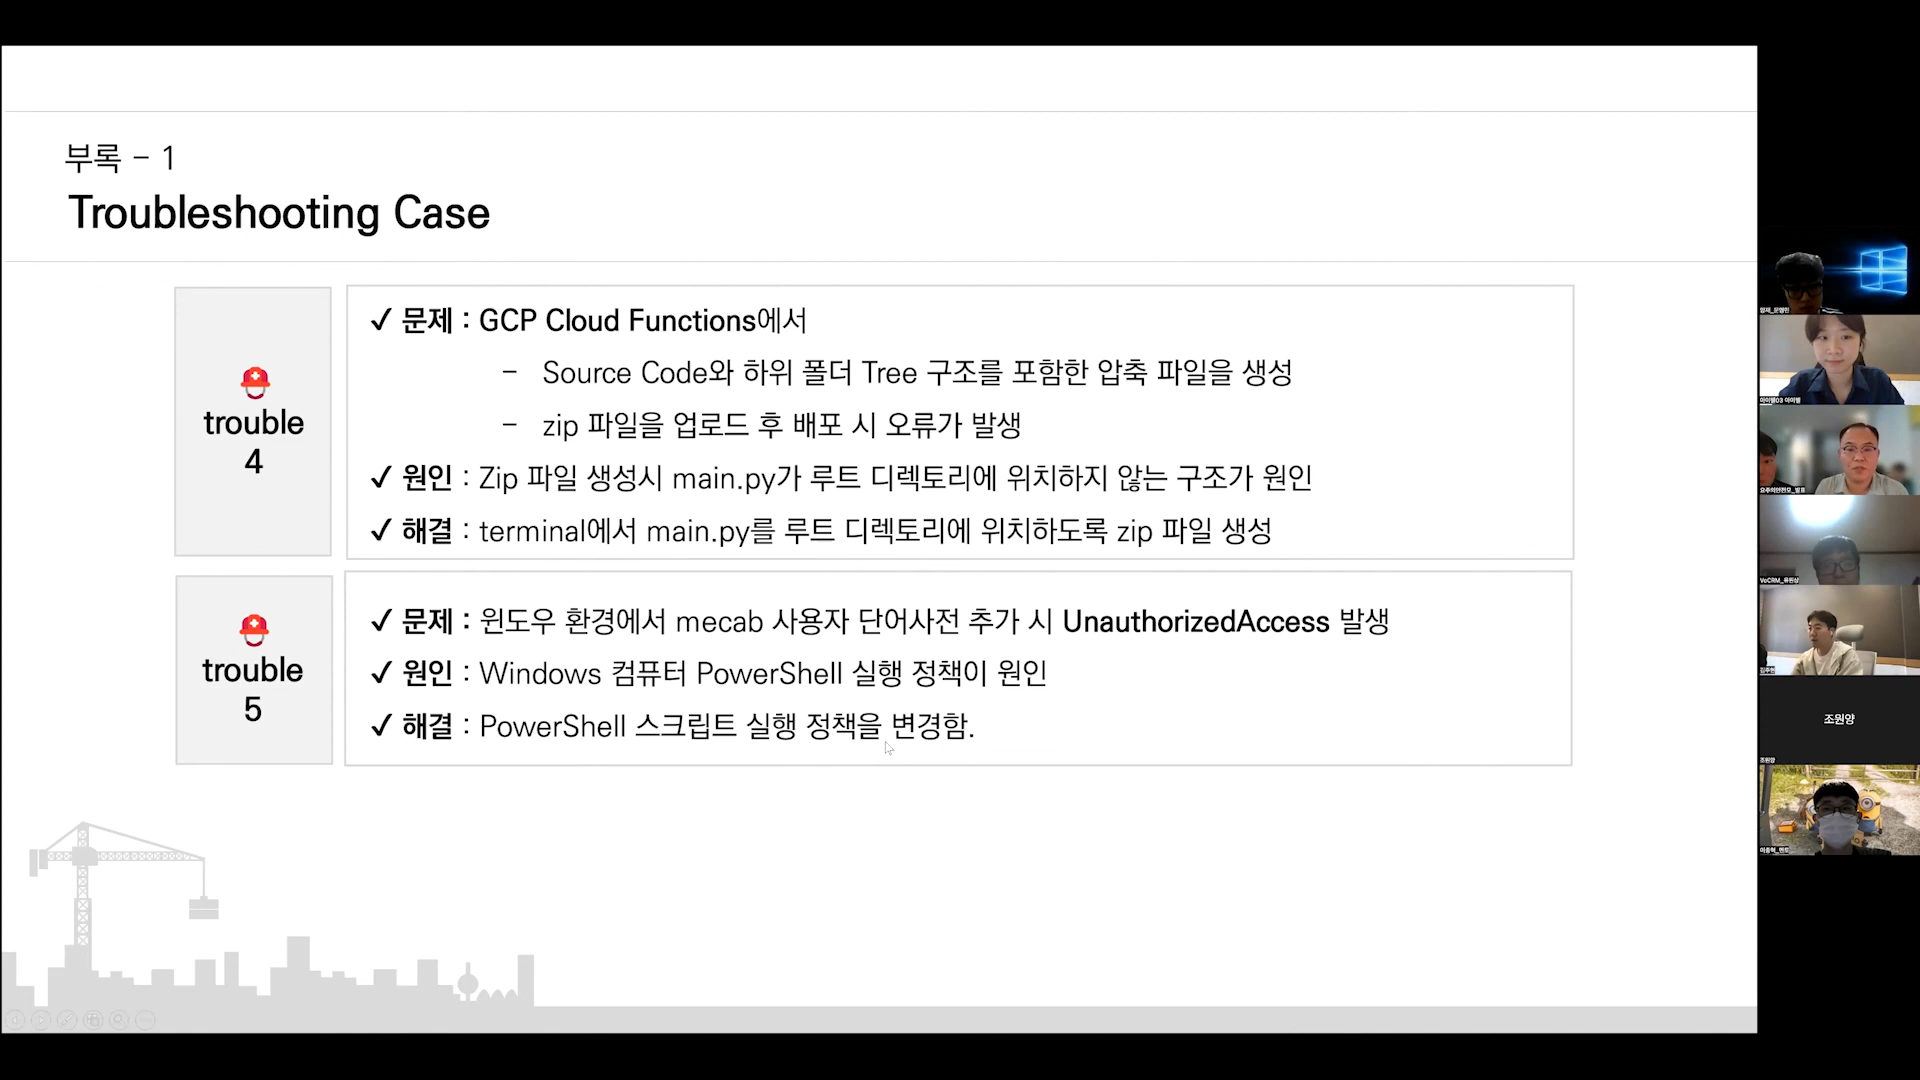 부록 – 1
Troubleshooting Case
trouble
4
✓ 문제 : GCP Cloud Functions에서
– Source Code와 하위 폴더 Tree 구조를 포함한 압축 파일을 생성
– zip 파일을 업로드 후 배포 시 오류가 발생
✓ 원인 : Zip 파일 생성시 main.py가 루트 디렉토리에 위치하지 않는 구조가 원인
✓ 해결 : terminal에서 main.py를 루트 디렉토리에 위치하도록 zip 파일 생성
trouble
5
✓ 문제 : 윈도우 환경에서 mecab 사용자 단어사전 추가 시 UnauthorizedAccess 발생
✓ 원인 : Windows 컴퓨터 PowerShell 실행 정책이 원인
✓ 해결 : PowerShell 스크립트 실행 정책을 변경함.
조원양
조원양